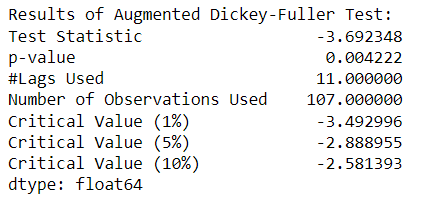 Results of Augmented Dickey-Fuller Test:
Test Statistic -3.692348
p-value 0.004222
#Lags Used 11.000000
Number of Observations Used 107.000000
Critical Value (1%) -3.492996
Critical Value (5%) -2.888955
Critical Value (10%) -2.581393
dtype: float64